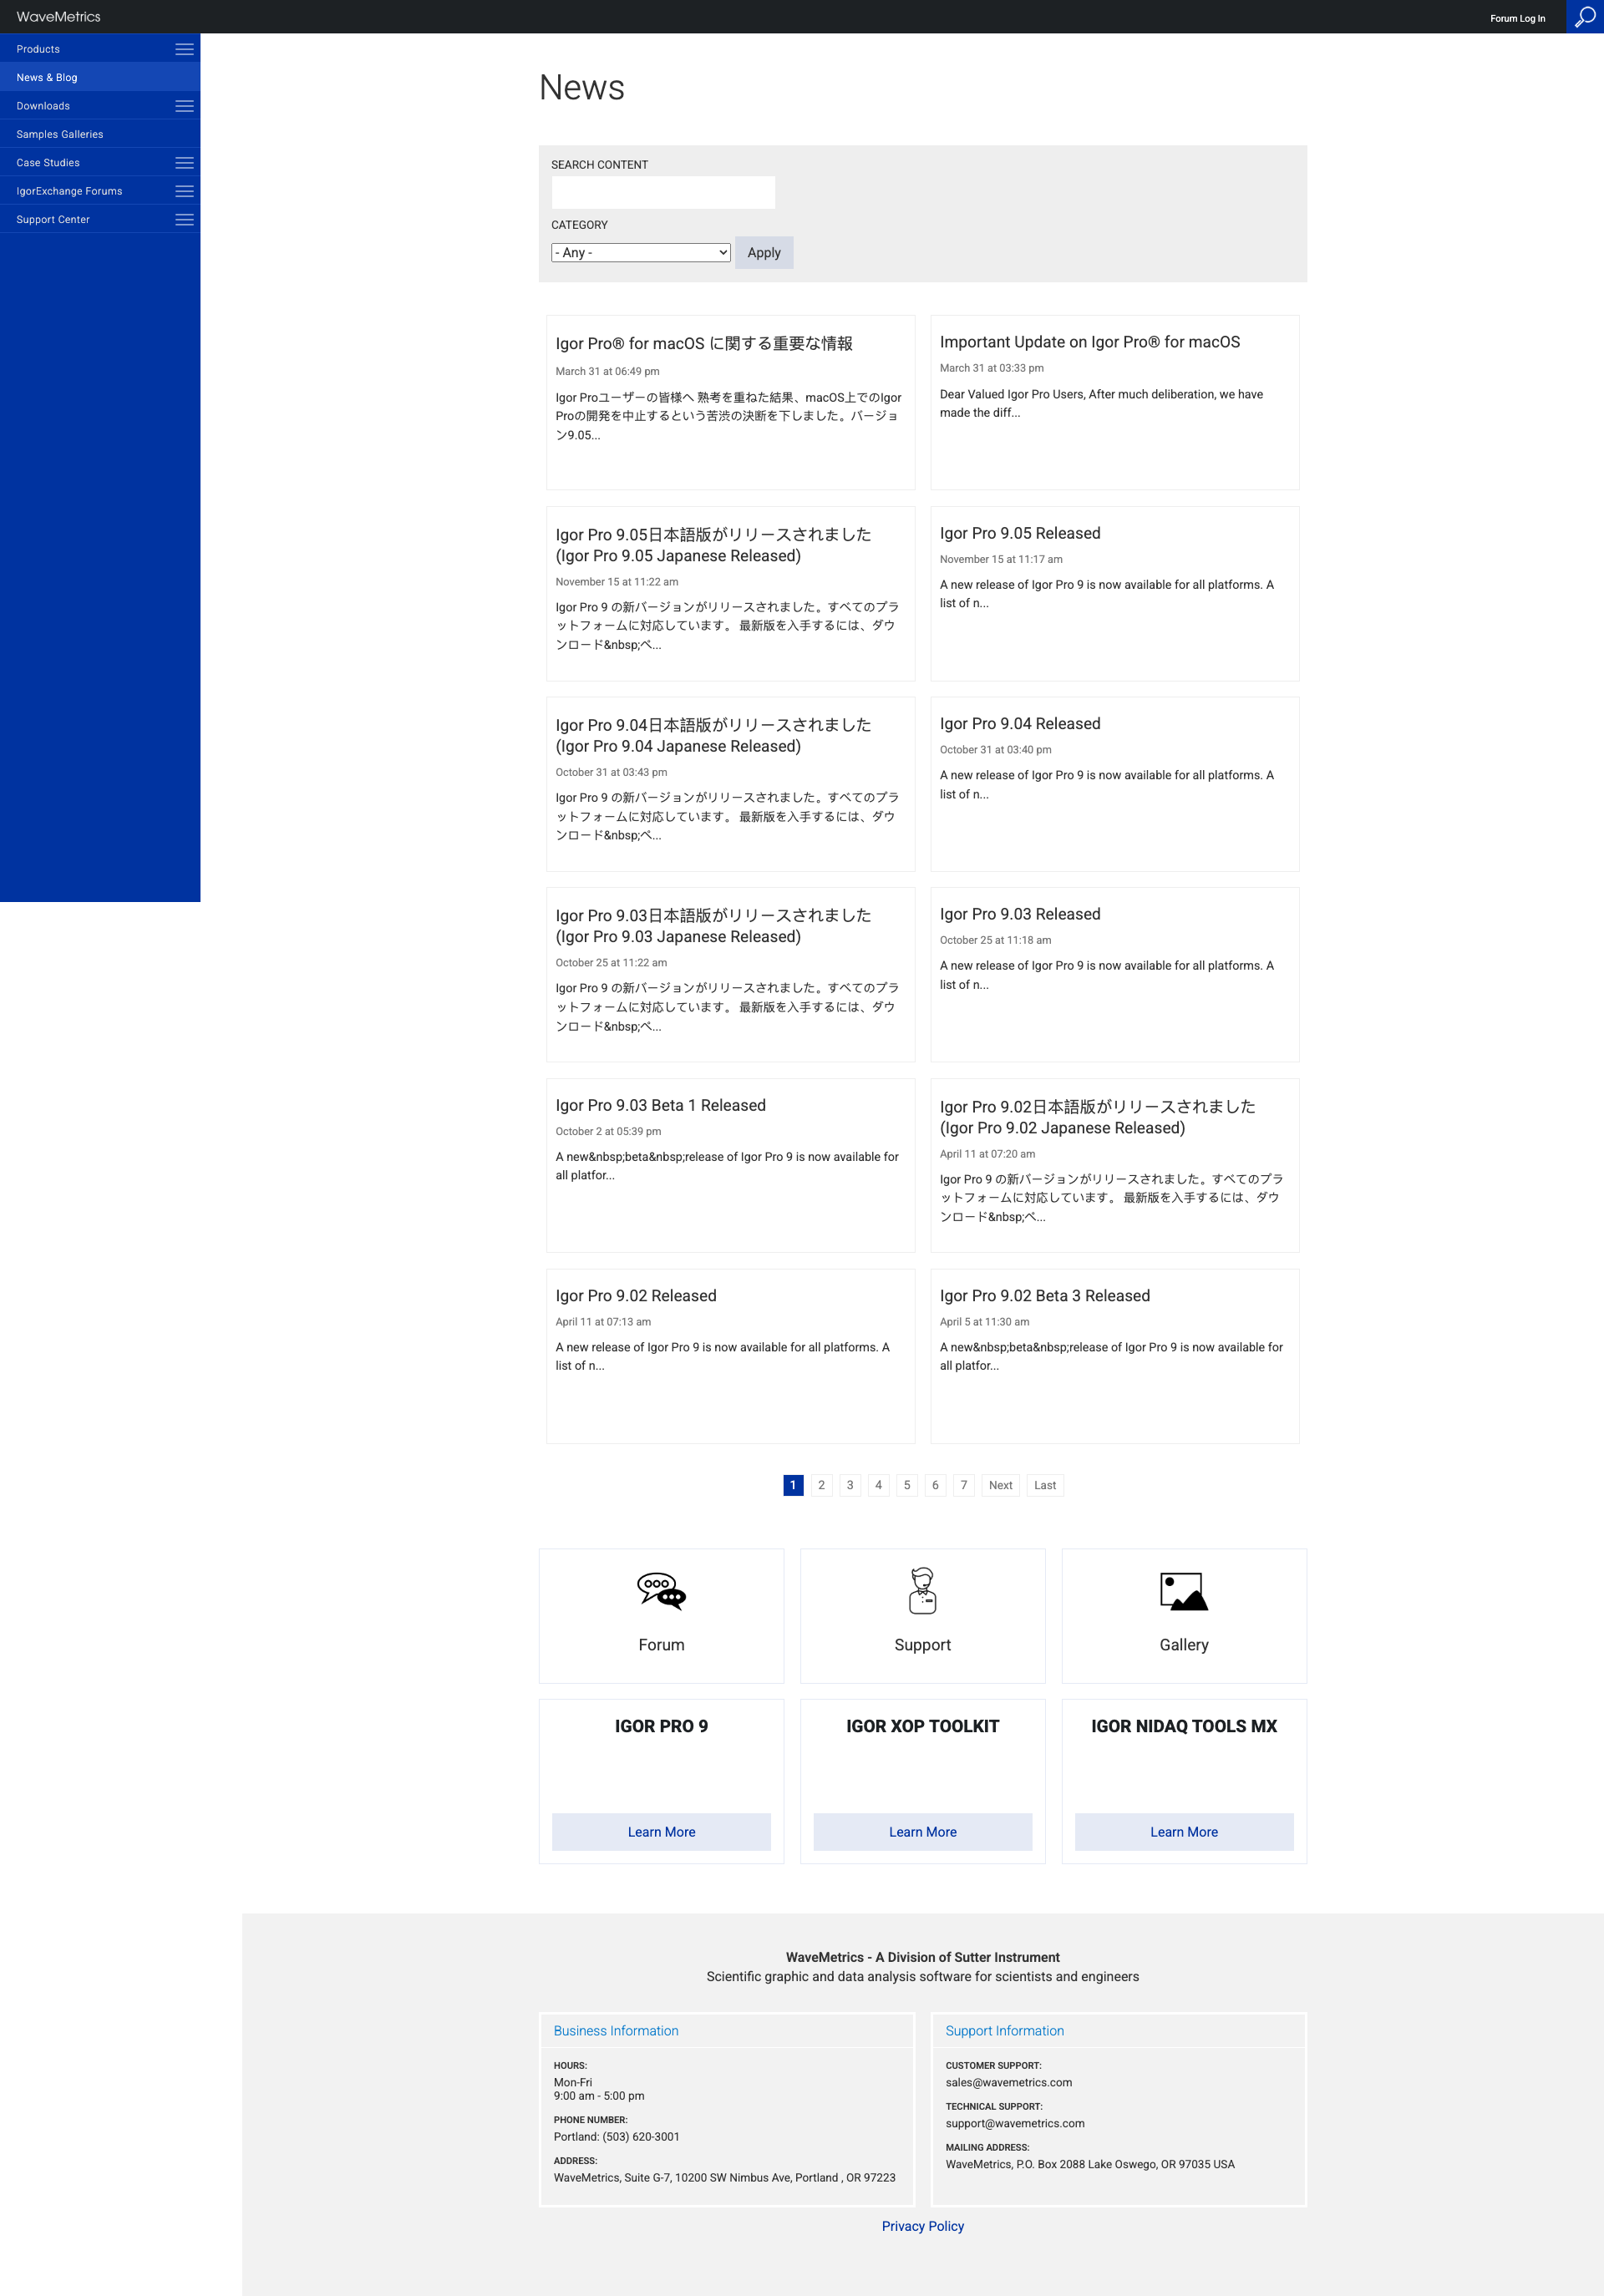 WaveMetrics
Forum Log In
Products
News & Blog
Downloads
Samples Galleries
Case Studies
IgorExchange Forums
Support Center
News
SEARCH CONTENT
CATEGORY
- Any -
Apply
Igor Pro® for macOS に関する重要な情報
March 31 at 06:49 pm
Igor Proユーザーの皆様へ 熟考を重ねた結果、macOS上でのIgor
Proの開発を中止するという苦渋の決断を下しました。バージョ
ン9.05...
Important Update on Igor Pro® for macOS
March 31 at 03:33 pm
Dear Valued Igor Pro Users, After much deliberation, we have
made the diff...
Igor Pro 9.05日本語版がリリースされました
(Igor Pro 9.05 Japanese Released)
November 15 at 11:22 am
Igor Pro 9 の新バージョンがリリースされました。すべてのプラ
ットフォームに対応しています。 最新版を入手するには、ダウ
ンロード&nbsp;ペ...
Igor Pro 9.05 Released
November 15 at 11:17 am
A new release of Igor Pro 9 is now available for all platforms. A
list of n...
Igor Pro 9.04日本語版がリリースされました
(Igor Pro 9.04 Japanese Released)
October 31 at 03:43 pm
Igor Pro 9 の新バージョンがリリースされました。すべてのプラ
ットフォームに対応しています。 最新版を入手するには、ダウ
ンロード&nbsp;ペ...
Igor Pro 9.04 Released
October 31 at 03:40 pm
A new release of Igor Pro 9 is now available for all platforms. A
list of n...
Igor Pro 9.03日本語版がリリースされました
(Igor Pro 9.03 Japanese Released)
October 25 at 11:22 am
Igor Pro 9 の新バージョンがリリースされました。すべてのプラ
ットフォームに対応しています。 最新版を入手するには、ダウ
ンロード&nbsp;ペ...
Igor Pro 9.03 Released
October 25 at 11:18 am
A new release of Igor Pro 9 is now available for all platforms. A
list of n...
Igor Pro 9.03 Beta 1 Released
October 2 at 05:39 pm
A new&nbsp;beta&nbsp;release of Igor Pro 9 is now available for
all platfor...
Igor Pro 9.02日本語版がリリースされました
(Igor Pro 9.02 Japanese Released)
April 11 at 07:20 am
Igor Pro 9 の新バージョンがリリースされました。すべてのプラ
ットフォームに対応しています。 最新版を入手するには、ダウ
ンロード&nbsp;ペ...
Igor Pro 9.02 Released
April 11 at 07:13 am
A new release of Igor Pro 9 is now available for all platforms. A
list of n...
Igor Pro 9.02 Beta 3 Released
April 5 at 11:30 am
A new&nbsp;beta&nbsp;release of Igor Pro 9 is now available for
all platfor...
1 2 3 4 5 6 7 Next Last
Forum
Support
Gallery
IGOR PRO 9
Learn More
IGOR XOP TOOLKIT
Learn More
IGOR NIDAQ TOOLS MX
Learn More
WaveMetrics - A Division of Sutter Instrument
Scientific graphic and data analysis software for scientists and engineers
Business Information
HOURS:
Mon-Fri
9:00 am - 5:00 pm
PHONE NUMBER:
Portland: (503) 620-3001
ADDRESS:
WaveMetrics, Suite G-7, 10200 SW Nimbus Ave, Portland , OR 97223
Support Information
CUSTOMER SUPPORT:
sales@wavemetrics.com
TECHNICAL SUPPORT:
support@wavemetrics.com
MAILING ADDRESS:
WaveMetrics, P.O. Box 2088 Lake Oswego, OR 97035 USA
Privacy Policy